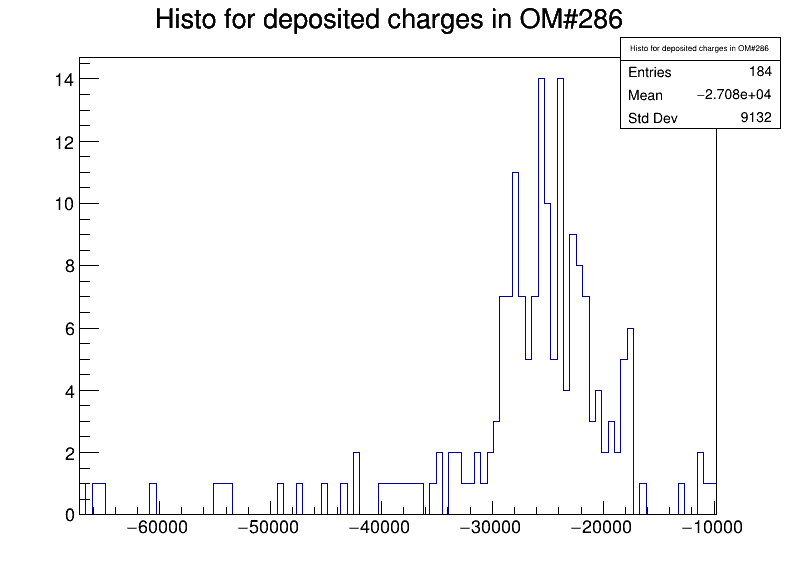 Histo for deposited charges in OM#286
Histo for deposited charges in OM#286
Entries 184
Mean −2.708e+04
Std Dev 9132
14
12
10
8
6
4
2
0
−60000 −50000 −40000 −30000 −20000 −10000